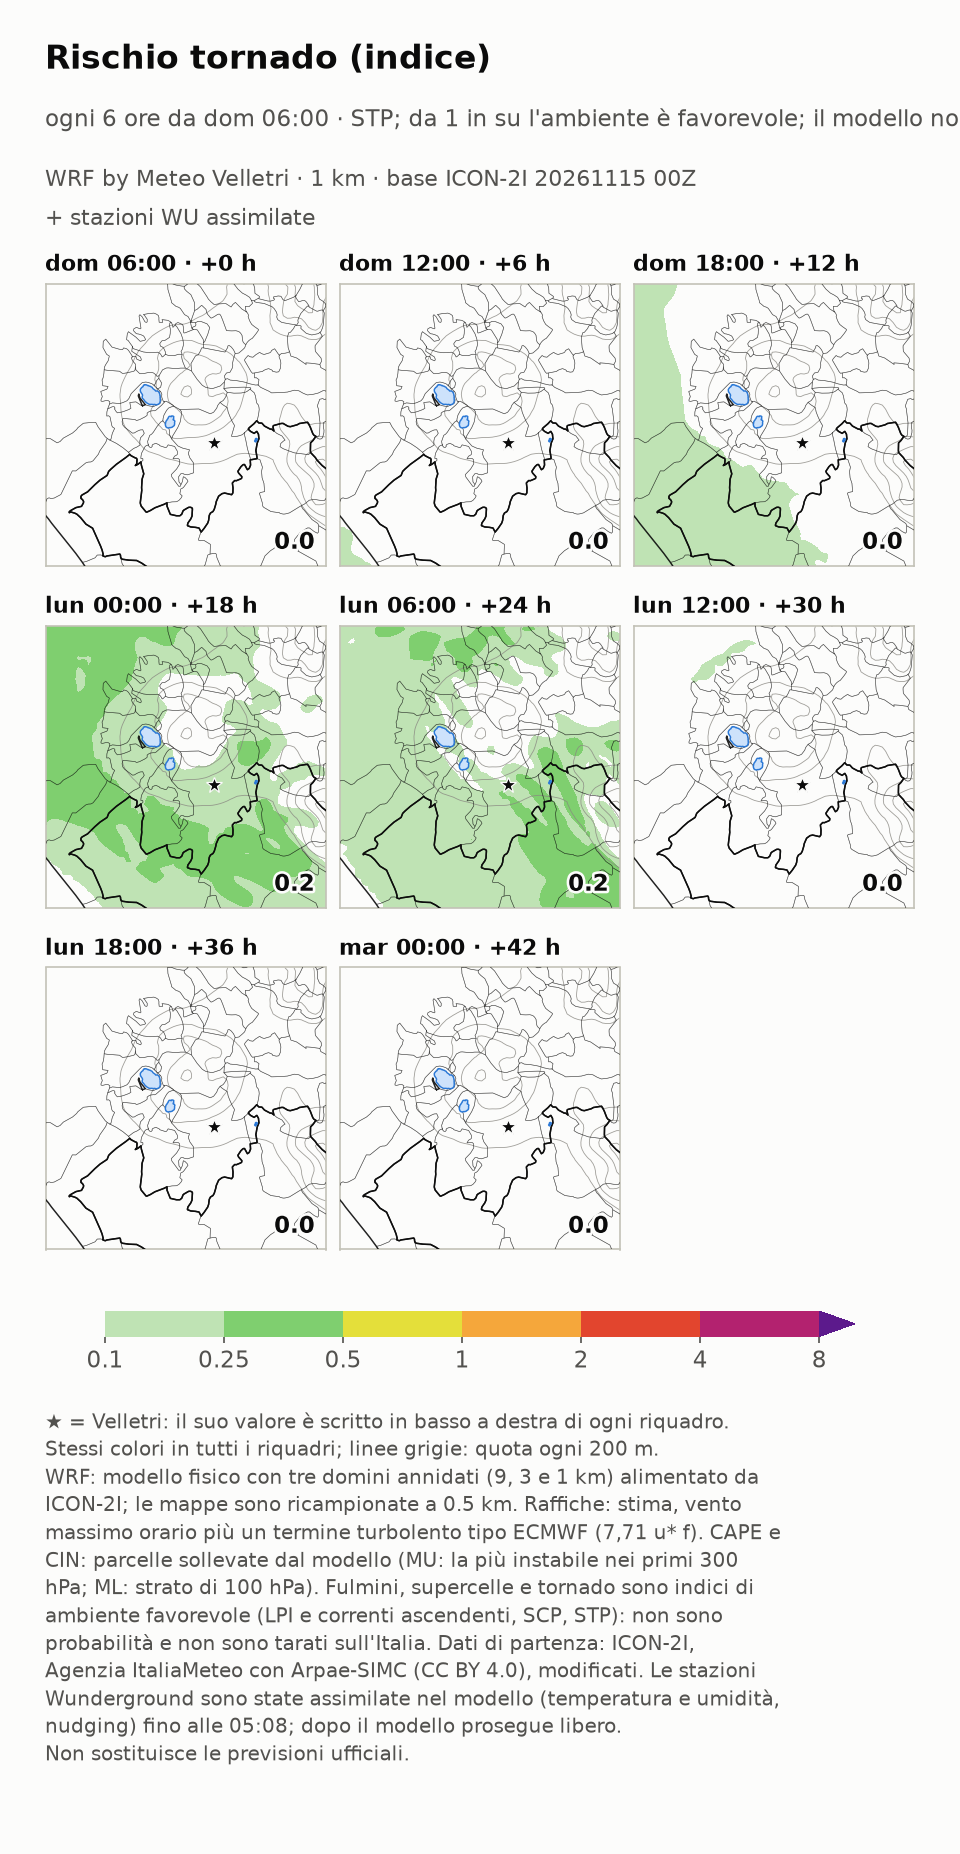 Rischio tornado (indice)
ogni 6 ore da dom 06:00 · STP; da 1 in su l'ambiente è favorevole; il modello no
WRF by Meteo Velletri · 1 km · base ICON-2I 20261115 00Z
+ stazioni WU assimilate
dom 06:00 · +0 h
dom 12:00 · +6 h
dom 18:00 · +12 h
0.0
0.0
0.0
lun 00:00 · +18 h
lun 06:00 · +24 h
lun 12:00 · +30 h
0.2
0.2
0.0
lun 18:00 · +36 h
mar 00:00 · +42 h
0.0
0.0
0.1 0.25 0.5 1 2 4 8
★ = Velletri: il suo valore è scritto in basso a destra di ogni riquadro.
Stessi colori in tutti i riquadri; linee grigie: quota ogni 200 m.
WRF: modello fisico con tre domini annidati (9, 3 e 1 km) alimentato da
ICON-2I; le mappe sono ricampionate a 0.5 km. Raffiche: stima, vento
massimo orario più un termine turbolento tipo ECMWF (7,71 u* f). CAPE e
CIN: parcelle sollevate dal modello (MU: la più instabile nei primi 300
hPa; ML: strato di 100 hPa). Fulmini, supercelle e tornado sono indici di
ambiente favorevole (LPI e correnti ascendenti, SCP, STP): non sono
probabilità e non sono tarati sull'Italia. Dati di partenza: ICON-2I,
Agenzia ItaliaMeteo con Arpae-SIMC (CC BY 4.0), modificati. Le stazioni
Wunderground sono state assimilate nel modello (temperatura e umidità,
nudging) fino alle 05:08; dopo il modello prosegue libero.
Non sostituisce le previsioni ufficiali.